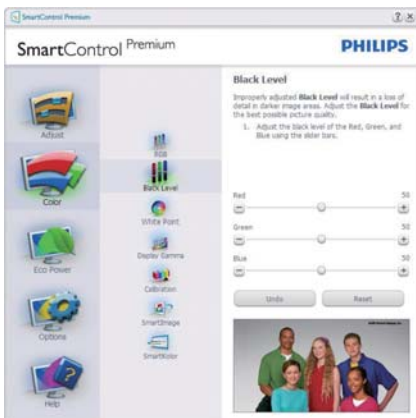 SmartControl Premium
SmartControl Premium
PHILIPS
Adjust
Color
Eco Power
Options
Help
RGB
Black Level
White Point
Display Gamma
Calibration
SmartImage
SmartKolor
Black Level
Improperly adjusted Black Level will result in a loss of
detail in darker image areas. Adjust the Black Level for
the best possible picture quality.
1. Adjust the black level of the Red, Green, and
Blue using the slider bars.
Red 50
Green 50
Blue 50
Undo Reset